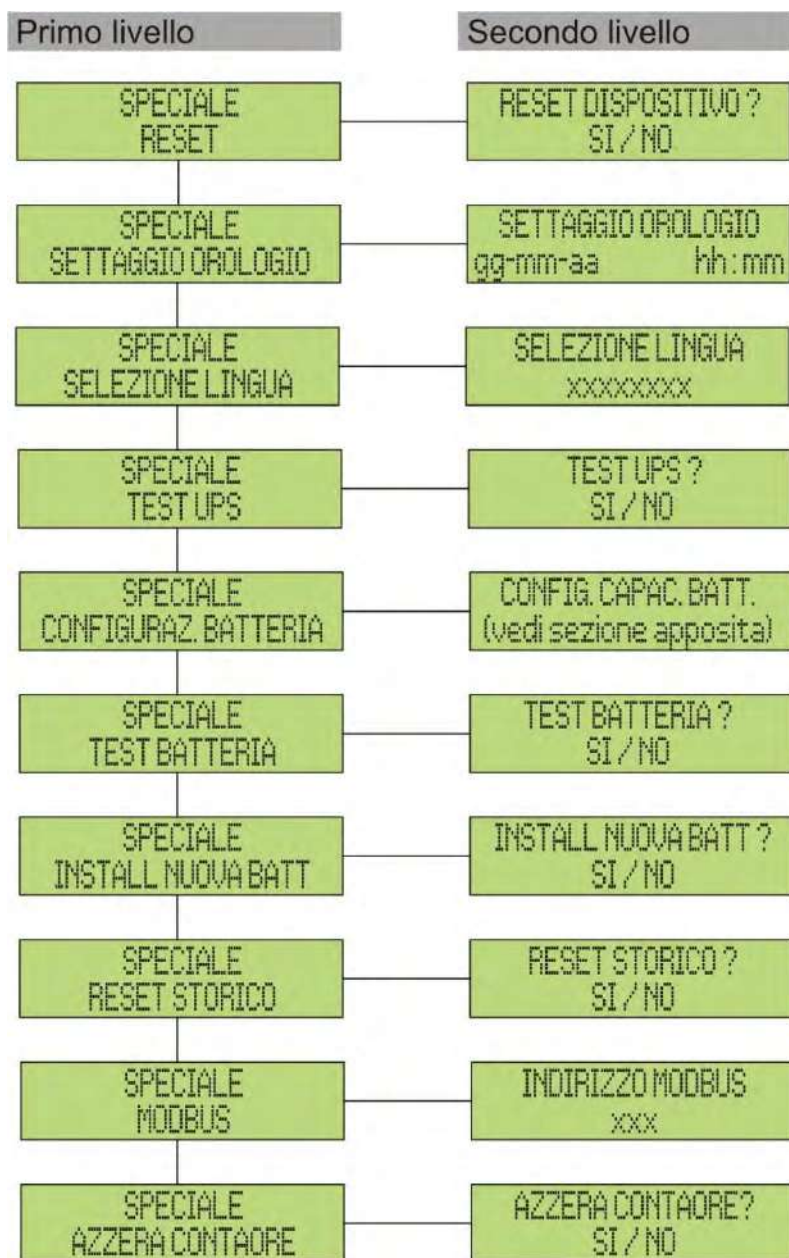 Primo livello
Secondo livello
SPECIALE
RESET
RESET DISPOSITIVO ?
SI / NO
SPECIALE
SETTAGGIO OROLOGIO
SETTAGGIO OROLOGIO
gg-mm-aa hh:mm
SPECIALE
SELEZIONE LINGUA
SELEZIONE LINGUA
xxxxxxxx
SPECIALE
TEST UPS
TEST UPS ?
SI / NO
SPECIALE
CONFIGURAZ. BATTERIA
CONFIG. CAPAC. BATT.
(vedi sezione apposita)
SPECIALE
TEST BATTERIA
TEST BATTERIA ?
SI / NO
SPECIALE
INSTALL NUOVA BATT
INSTALL NUOVA BATT ?
SI / NO
SPECIALE
RESET STORICO
RESET STORICO ?
SI / NO
SPECIALE
MODBUS
INDIRIZZO MODBUS
xxx
SPECIALE
AZZERA CONTAORE
AZZERA CONTAORE?
SI / NO